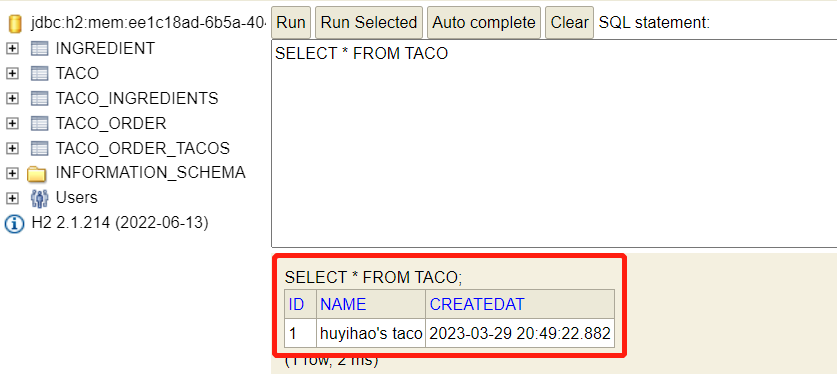 jdbc:h2:mem:ee1c18ad-6b5a-40
INGREDIENT
TACO
TACO_INGREDIENTS
TACO_ORDER
TACO_ORDER_TACOS
INFORMATION_SCHEMA
Users
H2 2.1.214 (2022-06-13)
Run Run Selected Auto complete Clear SQL statement:
SELECT * FROM TACO
SELECT * FROM TACO;
ID NAME CREATEDAT
1 huyihao's taco 2023-03-29 20:49:22.882
(1 row, 2 ms)